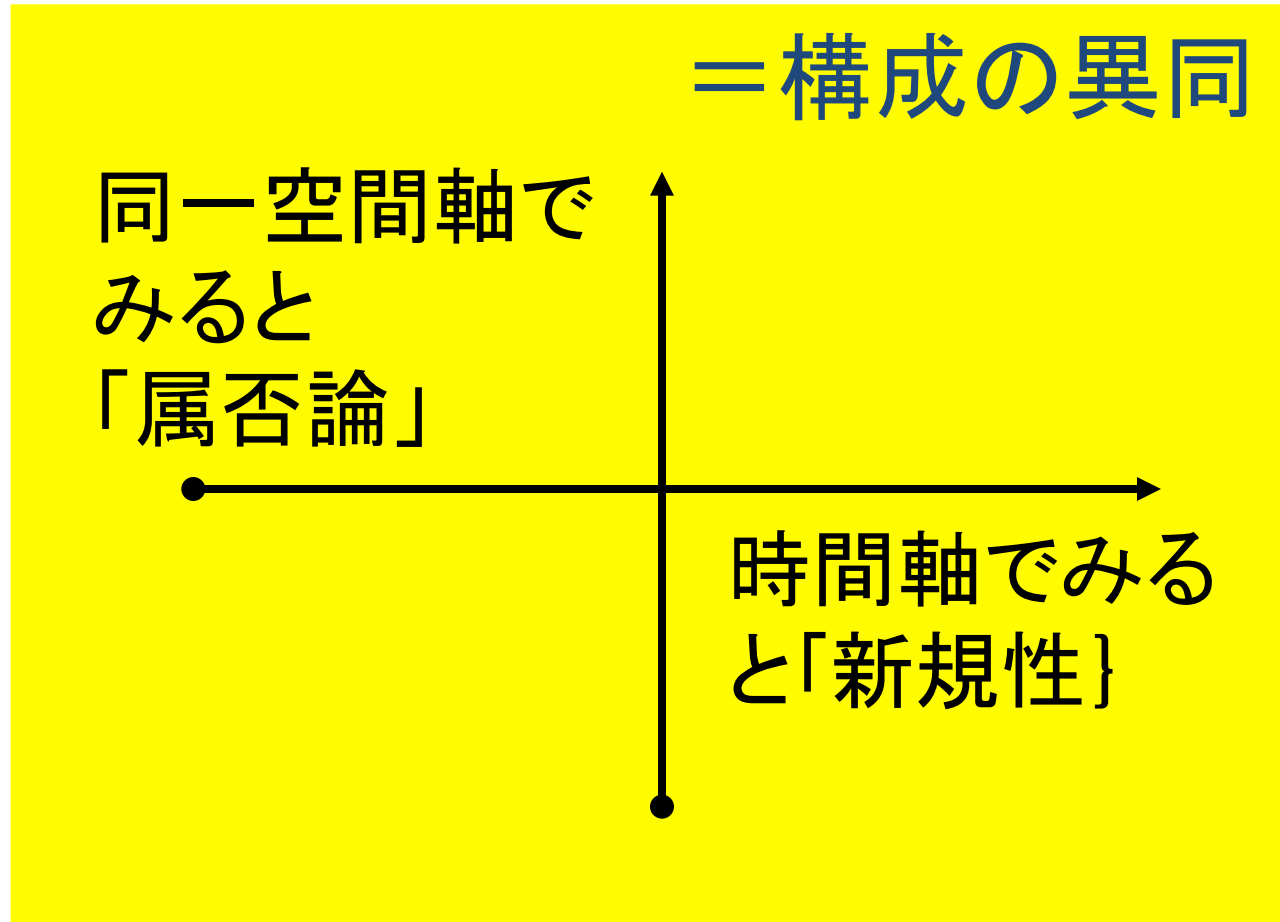 ＝構成の異同
同一空間軸で
みると
「属否論」
時間軸でみる
と「新規性}